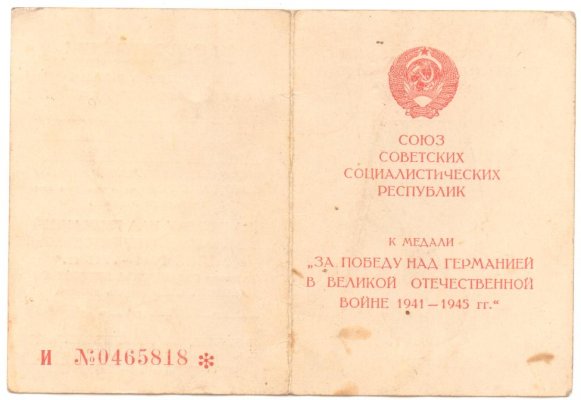 И №0465818 *
СОЮЗ
СОВЕТСКИХ
СОЦИАЛИСТИЧЕСКИХ
РЕСПУБЛИК
К МЕДАЛИ
„ЗА ПОБЕДУ НАД ГЕРМАНИЕЙ
В ВЕЛИКОЙ ОТЕЧЕСТВЕННОЙ
ВОЙНЕ 1941 — 1945 гг.“